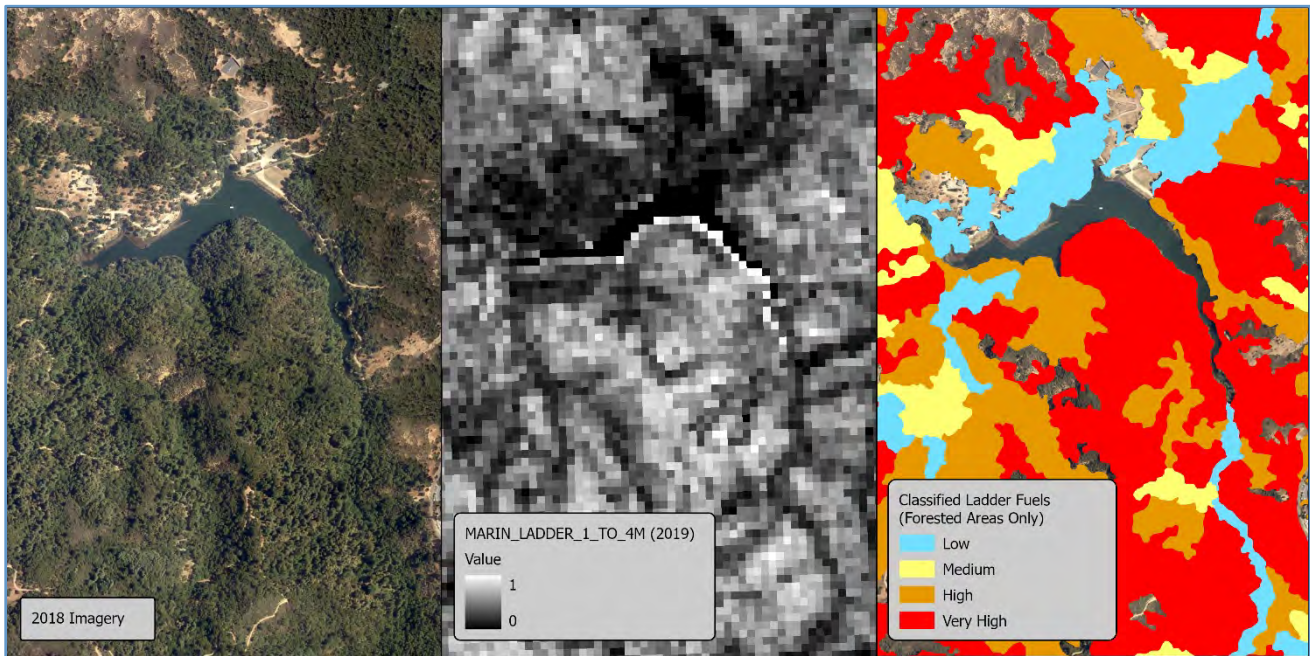 2018 Imagery
MARIN_LADDER_1_TO_4M (2019)
Value
1
0
Classified Ladder Fuels
(Forested Areas Only)
Low
Medium
High
Very High